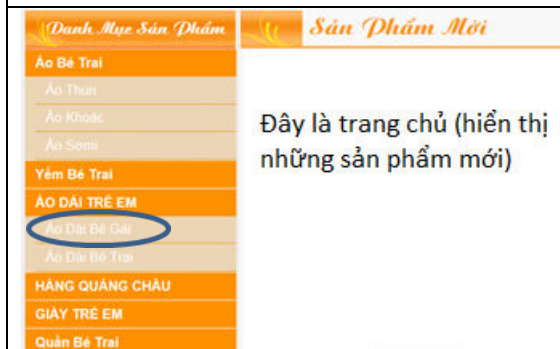 Danh Mục Sản Phẩm
Sản Phẩm Mới
Áo Bé Trai
Áo Thun
Áo Khoác
Áo Somi
Yếm Bé Trai
ÁO DÀI TRẺ EM
Áo Dài Bé Gái
Áo Dài Bé Trai
HÀNG QUẢNG CHÂU
GIÀY TRẺ EM
Quần Bé Trai
Đây là trang chủ (hiển thị
những sản phẩm mới)